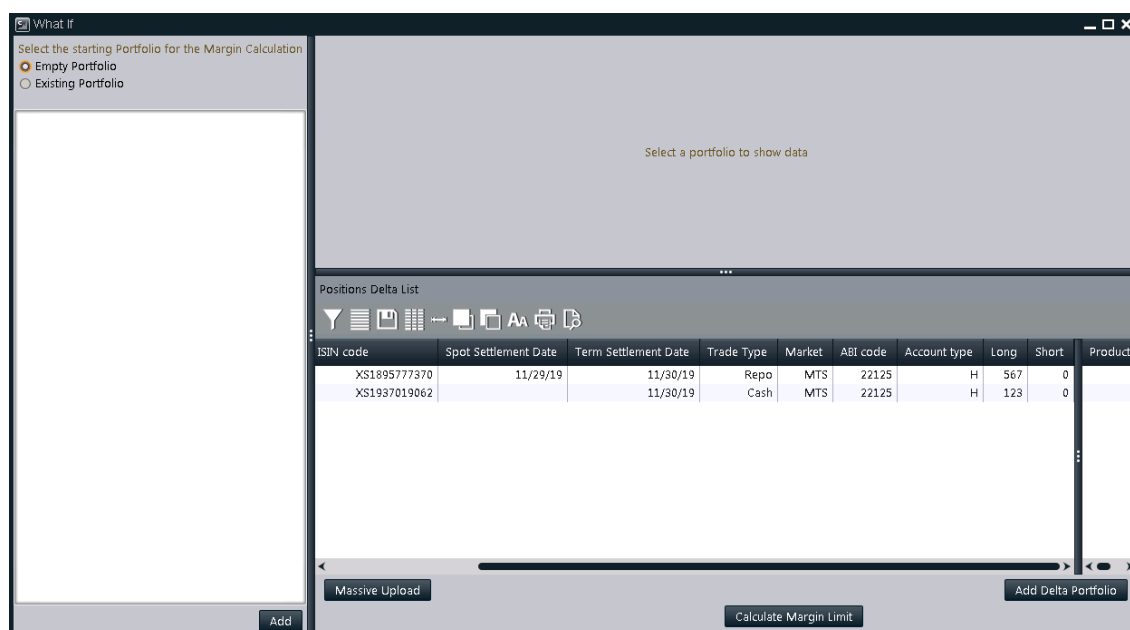 What If
Select the starting Portfolio for the Margin Calculation
Empty Portfolio
Existing Portfolio
Add
Select a portfolio to show data
Positions Delta List
ISIN code Spot Settlement Date Term Settlement Date Trade Type Market ABI code Account type Long Short Product
XS1895777370 11/29/19 11/30/19 Repo MTS 22125 H 567 0
XS1937019062 11/30/19 Cash MTS 22125 H 123 0
Massive Upload
Add Delta Portfolio
Calculate Margin Limit